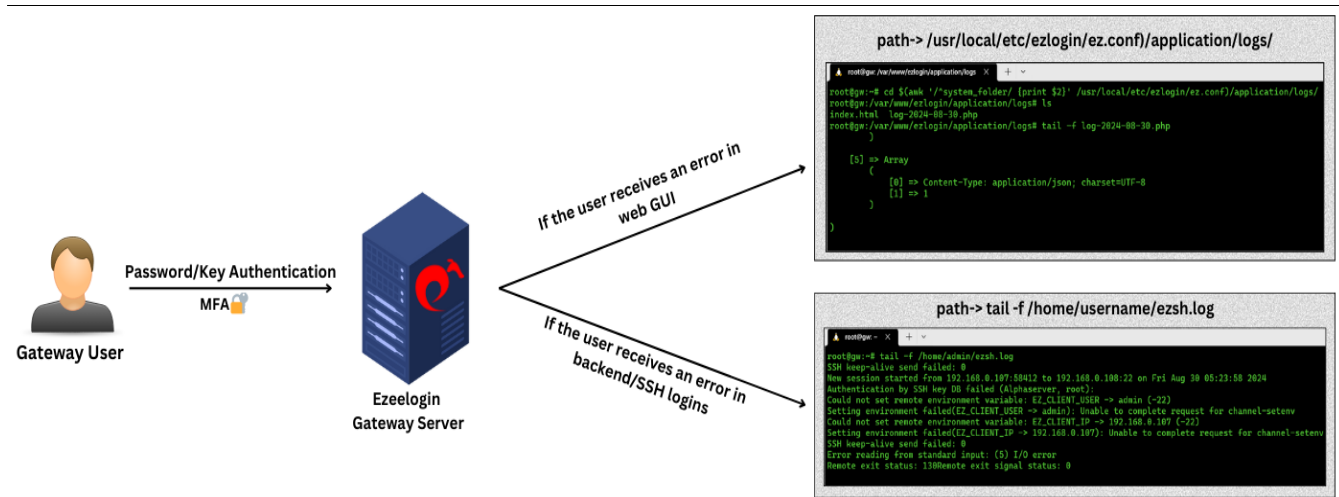 path-> /usr/local/etc/ezlogin/ez.conf)/application/logs/
root@gw: /var/www/ezlogin/application/logs
root@gw:~# cd $(awk '/^system_folder/ {print $2}' /usr/local/etc/ezlogin/ez.conf)/application/logs/
root@gw:/var/www/ezlogin/application/logs# ls
index.html  log-2024-08-30.php
root@gw:/var/www/ezlogin/application/logs# tail -f log-2024-08-30.php
)
[5] => Array
(
[0] => Content-Type: application/json; charset=UTF-8
[1] => 1
)
)
If the user receives an error in
web GUI
Password/Key Authentication
MFA
Gateway User
Ezeelogin
Gateway Server
If the user receives an error in
backend/SSH logins
path-> tail -f /home/username/ezsh.log
root@gw: ~
root@gw:~# tail -f /home/admin/ezsh.log
SSH keep-alive send failed: 0
New session started from 192.168.0.107:58412 to 192.168.0.108:22 on Fri Aug 30 05:23:58 2024
Authentication by SSH key DB failed (Alphaserver, root):
Could not set remote environment variable: EZ_CLIENT_USER -> admin (-22)
Setting environment failed(EZ_CLIENT_USER -> admin): Unable to complete request for channel-setenv
Could not set remote environment variable: EZ_CLIENT_IP -> 192.168.0.107 (-22)
Setting environment failed(EZ_CLIENT_IP -> 192.168.0.107): Unable to complete request for channel-setenv
SSH keep-alive send failed: 0
Error reading from standard input: (5) I/O error
Remote exit status: 130Remote exit signal status: 0